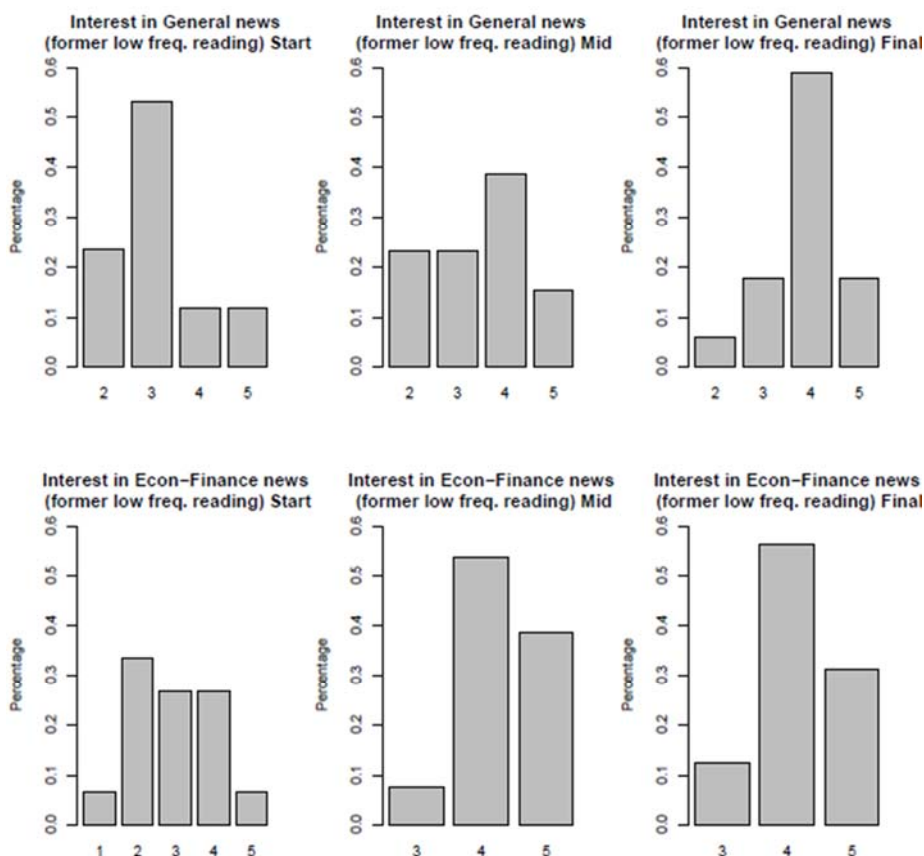 Interest in General news
(former low freq. reading) Start
0.0 0.1 0.2 0.3 0.4 0.5 0.6
Percentage
2 3 4 5
Interest in General news
(former low freq. reading) Mid
0.0 0.1 0.2 0.3 0.4 0.5 0.6
Percentage
2 3 4 5
Interest in General news
(former low freq. reading) Final
0.0 0.1 0.2 0.3 0.4 0.5 0.6
Percentage
2 3 4 5
Interest in Econ−Finance news
(former low freq. reading) Start
0.0 0.1 0.2 0.3 0.4 0.5 0.6
Percentage
1 2 3 4 5
Interest in Econ−Finance news
(former low freq. reading) Mid
0.0 0.1 0.2 0.3 0.4 0.5 0.6
Percentage
3 4 5
Interest in Econ−Finance news
(former low freq. reading) Final
0.0 0.1 0.2 0.3 0.4 0.5 0.6
Percentage
3 4 5